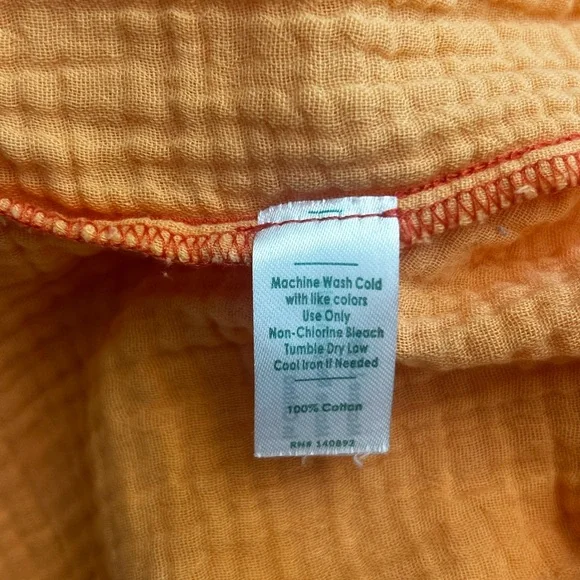 Machine Wash Cold
with like colors
Use Only
Non-Chlorine Bleach
Tumble Dry Low
Cool Iron If Needed
100% Cotton
RN# 140892